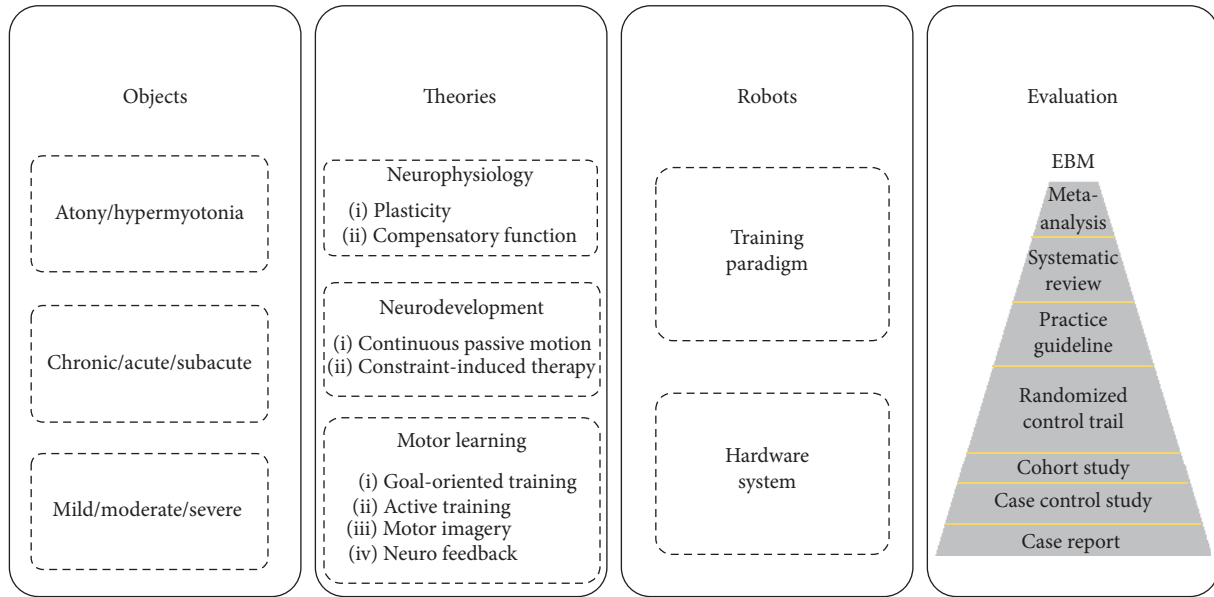 Objects
Atony/hypermyotonia
Chronic/acute/subacute
Mild/moderate/severe
Theories
Neurophysiology
(i) Plasticity
(ii) Compensatory function
Neurodevelopment
(i) Continuous passive motion
(ii) Constraint-induced therapy
Motor learning
(i) Goal-oriented training
(ii) Active training
(iii) Motor imagery
(iv) Neuro feedback
Robots
Training
paradigm
Hardware
system
Evaluation
EBM
Meta-
analysis
Systematic
review
Practice
guideline
Randomized
control trail
Cohort study
Case control study
Case report